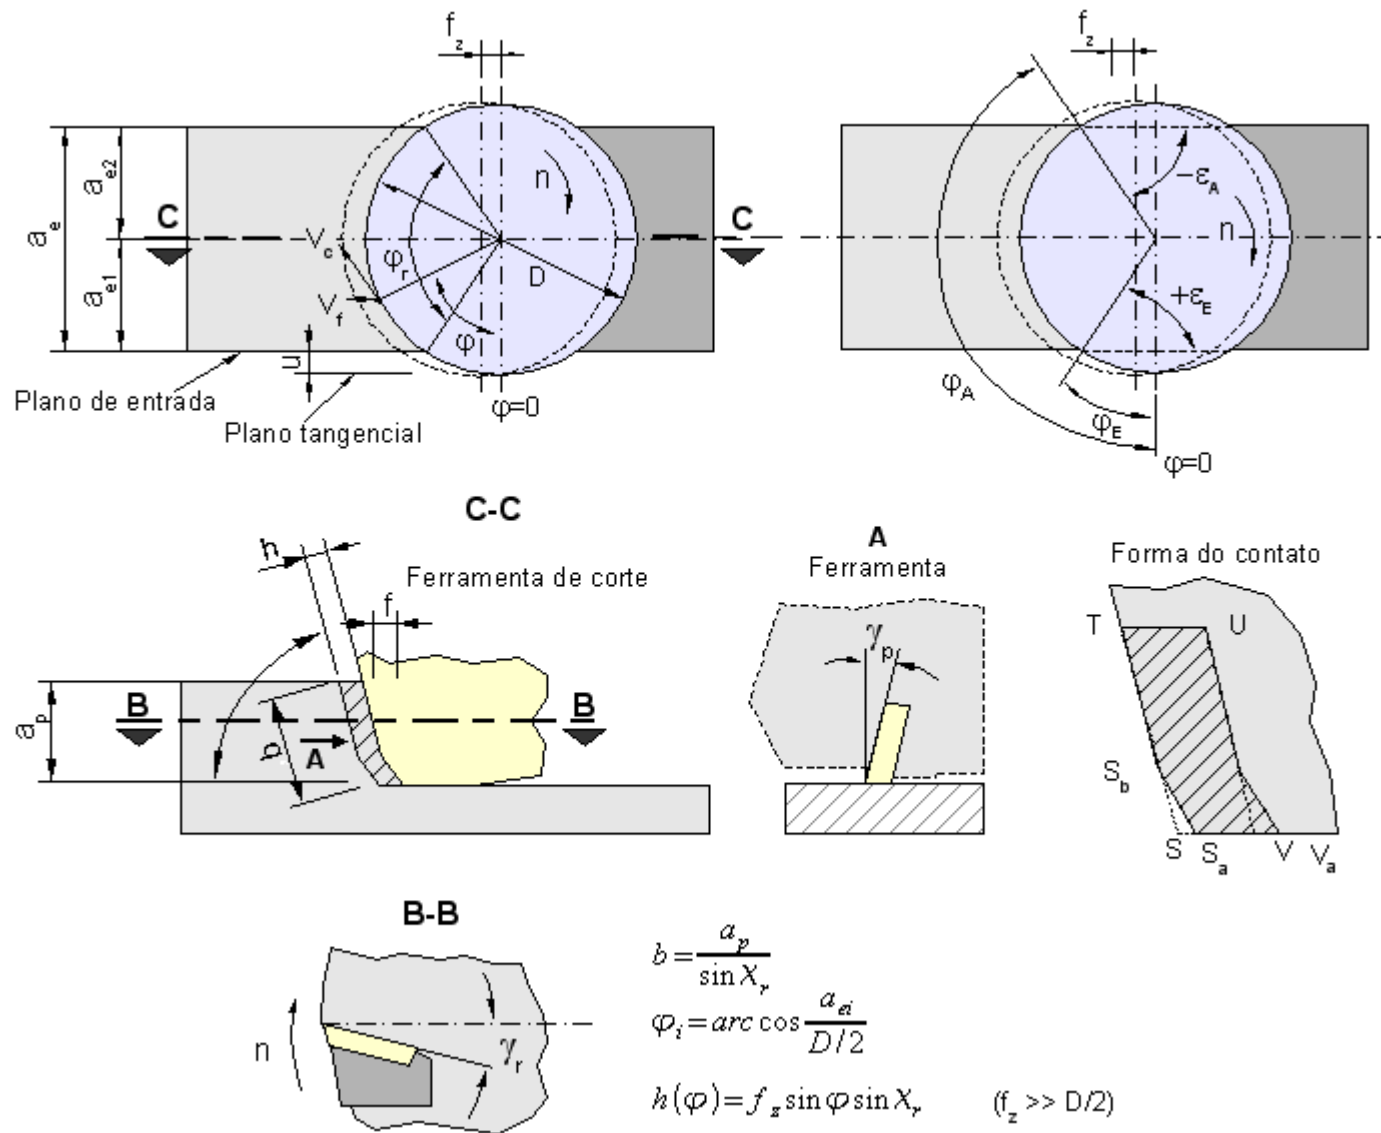 f_z
f_z
a_e
a_e2
a_e1
C
C
n
V_c
V_f
φ_r
φ
D
u
φ=0
Plano de entrada
Plano tangencial
-ε_A
n
+ε_E
φ_A
φ_E
φ=0
C-C
h
f
Ferramenta de corte
a_p
B
B
b
A
A
Ferramenta
γ_p
Forma do contato
T
U
S_b
S
S_a
V
V_a
B-B
n
γ_r
b = a_p / sin Χ_r
φ_i = arc cos a_ei / D/2
h(φ) = f_z sin φ sin Χ_r (f_z >> D/2)